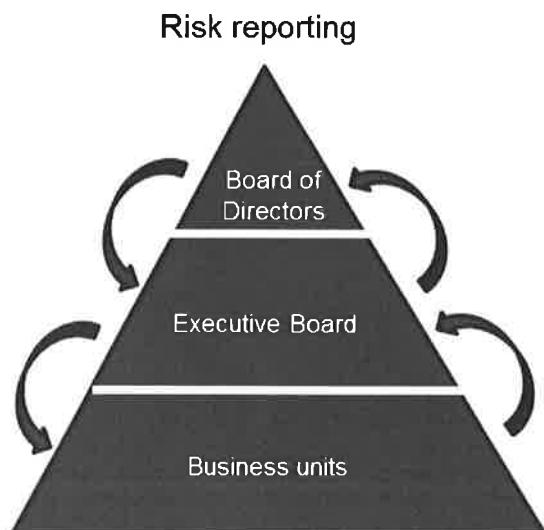 Risk reporting
Board of
Directors
Executive Board
Business units